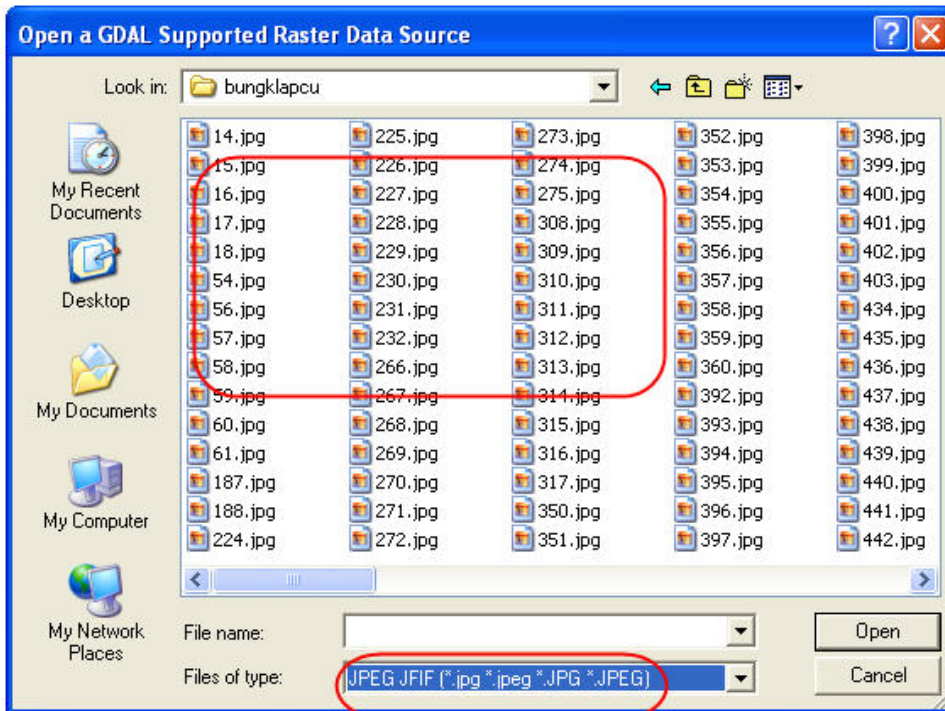 Open a GDAL Supported Raster Data Source
Look in: bungklapcu
My Recent Documents
Desktop
My Documents
My Computer
My Network Places
14.jpg 225.jpg 273.jpg 352.jpg 398.jpg
15.jpg 226.jpg 274.jpg 353.jpg 399.jpg
16.jpg 227.jpg 275.jpg 354.jpg 400.jpg
17.jpg 228.jpg 308.jpg 355.jpg 401.jpg
18.jpg 229.jpg 309.jpg 356.jpg 402.jpg
54.jpg 230.jpg 310.jpg 357.jpg 403.jpg
56.jpg 231.jpg 311.jpg 358.jpg 434.jpg
57.jpg 232.jpg 312.jpg 359.jpg 435.jpg
58.jpg 266.jpg 313.jpg 360.jpg 436.jpg
59.jpg 267.jpg 314.jpg 392.jpg 437.jpg
60.jpg 268.jpg 315.jpg 393.jpg 438.jpg
61.jpg 269.jpg 316.jpg 394.jpg 439.jpg
187.jpg 270.jpg 317.jpg 395.jpg 440.jpg
188.jpg 271.jpg 350.jpg 396.jpg 441.jpg
224.jpg 272.jpg 351.jpg 397.jpg 442.jpg
File name: Open
Files of type: JPEG JFIF (*.jpg *.jpeg *.JPG *.JPEG) Cancel